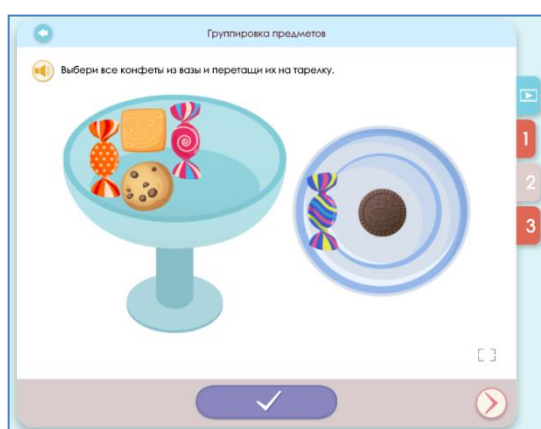 Группировка предметов
Выбери все конфеты из вазы и перетащи их на тарелку.
1
2
3